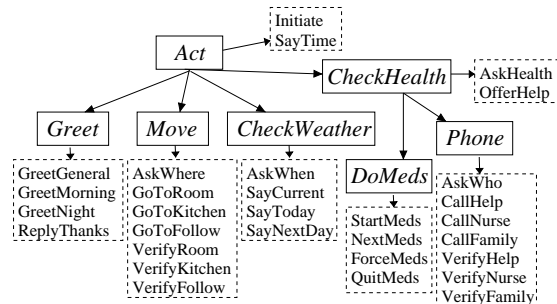 Initiate
SayTime
Act
CheckHealth
AskHealth
OfferHelp
Greet
Move
CheckWeather
Phone
DoMeds
GreetGeneral
GreetMorning
GreetNight
ReplyThanks
AskWhere
GoToRoom
GoToKitchen
GoToFollow
VerifyRoom
VerifyKitchen
VerifyFollow
AskWhen
SayCurrent
SayToday
SayNextDay
StartMeds
NextMeds
ForceMeds
QuitMeds
AskWho
CallHelp
CallNurse
CallFamily
VerifyHelp
VerifyNurse
VerifyFamily